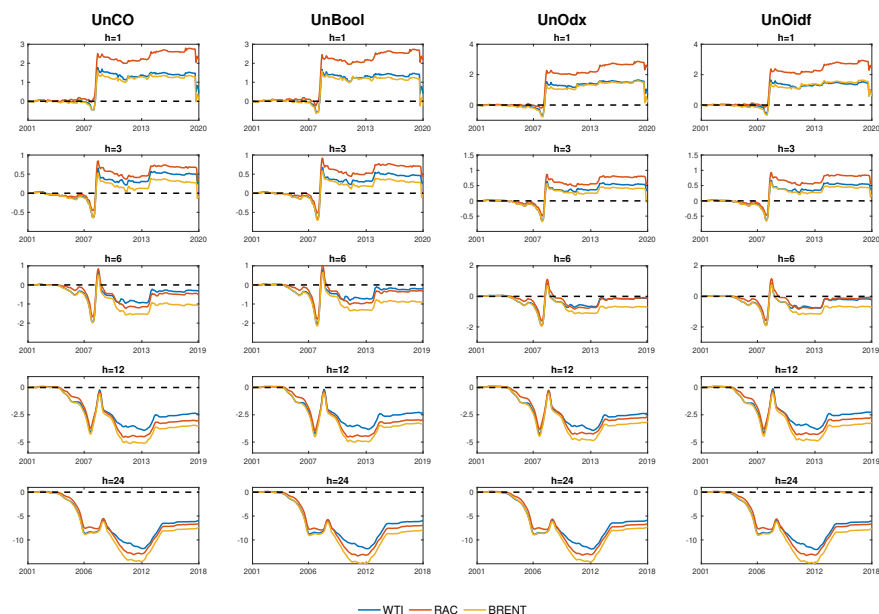 UnCO UnBool UnOdx UnOidf
h=1 h=1 h=1 h=1
3 3 4 4
2 2 2 2
1 1
0 0 0 0
2001 2007 2013 2020 2001 2007 2013 2020 2001 2007 2013 2020 2001 2007 2013 2020
h=3 h=3 h=3 h=3
1 1 1.5 1.5
1 1
0.5 0.5 0.5 0.5
0 0 0 0
-0.5 -0.5 -0.5 -0.5
2001 2007 2013 2020 2001 2007 2013 2020 2001 2007 2013 2020 2001 2007 2013 2020
h=6 h=6 h=6 h=6
1 1 2 2
0 0 0 0
-1 -1
-2 -2 -2 -2
2001 2007 2013 2019 2001 2007 2013 2019 2001 2007 2013 2019 2001 2007 2013 2019
h=12 h=12 h=12 h=12
0 0 0 0
-2.5 -2.5 -2.5 -2.5
-5 -5 -5 -5
2001 2007 2013 2019 2001 2007 2013 2019 2001 2007 2013 2019 2001 2007 2013 2019
h=24 h=24 h=24 h=24
0 0 0 0
-5 -5 -5 -5
-10 -10 -10 -10
2001 2006 2012 2018 2001 2006 2012 2018 2001 2006 2012 2018 2001 2006 2012 2018
WTI RAC BRENT